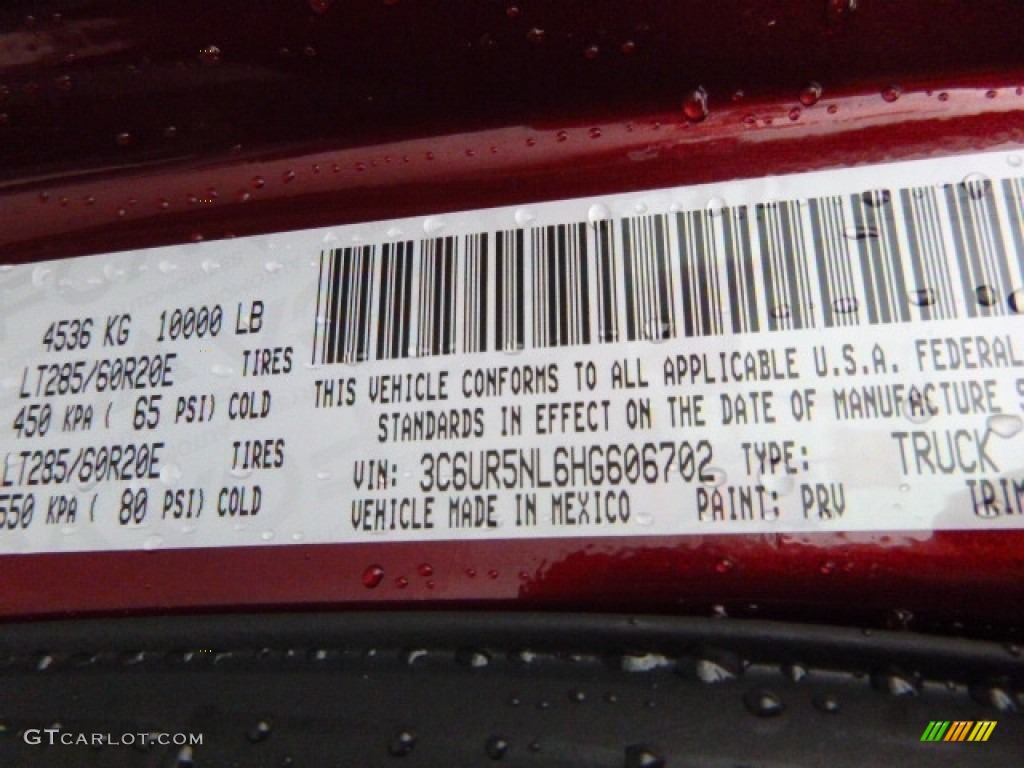 4536 KG 10000 LB
LT285/60R20E TIRES
450 KPA ( 65 PSI) COLD
LT285/60R20E TIRES
550 KPA ( 80 PSI) COLD
THIS VEHICLE CONFORMS TO ALL APPLICABLE U.S.A. FEDERAL
STANDARDS IN EFFECT ON THE DATE OF MANUFACTURE S
VIN: 3C6UR5NL6HG606702 TYPE: TRUCK
VEHICLE MADE IN MEXICO PAINT: PRV TRIM
GTCARLOT.COM